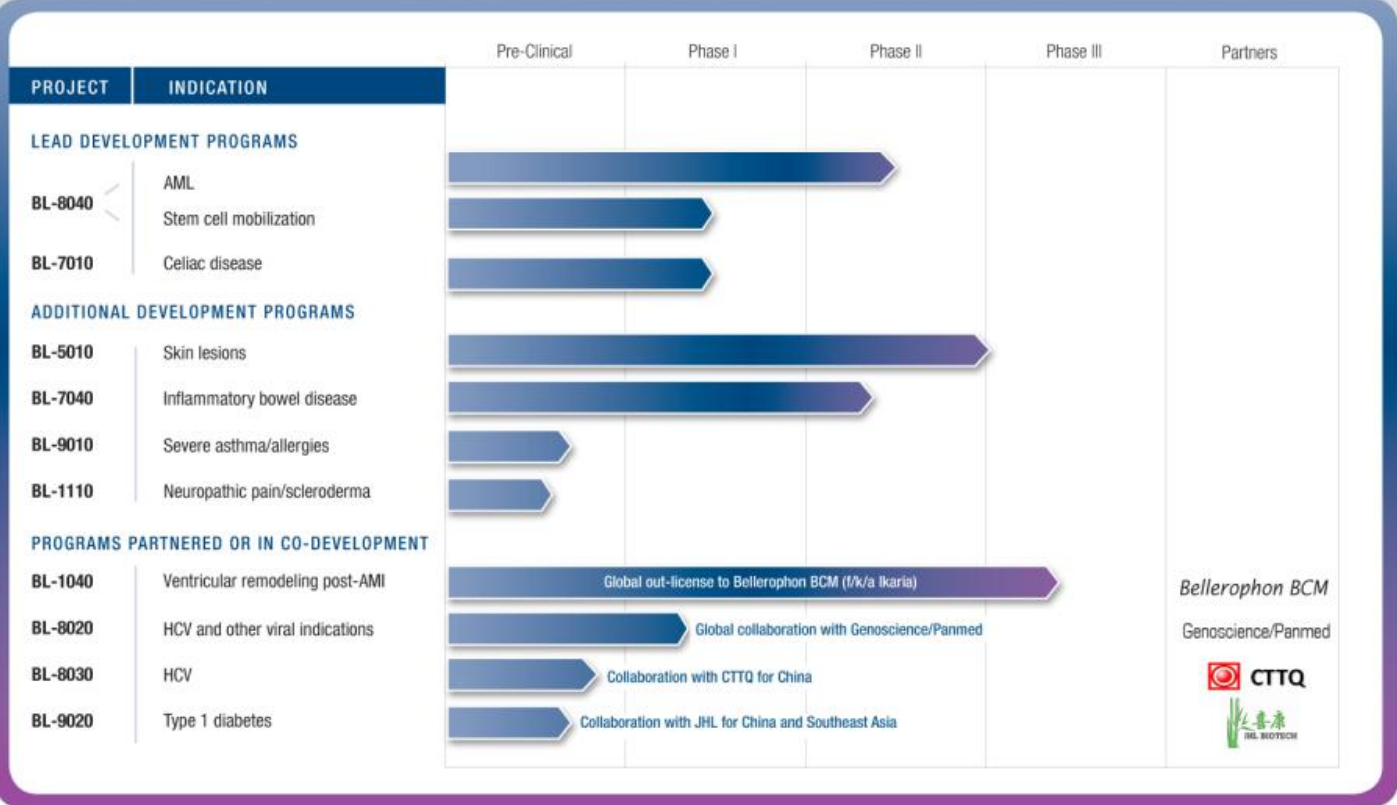 Pre-Clinical Phase I Phase II Phase III Partners
PROJECT INDICATION
LEAD DEVELOPMENT PROGRAMS
BL-8040
AML
Stem cell mobilization
BL-7010 Celiac disease
ADDITIONAL DEVELOPMENT PROGRAMS
BL-5010 Skin lesions
BL-7040 Inflammatory bowel disease
BL-9010 Severe asthma/allergies
BL-1110 Neuropathic pain/scleroderma
PROGRAMS PARTNERED OR IN CO-DEVELOPMENT
BL-1040 Ventricular remodeling post-AMI Global out-license to Bellerophon BCM (f/k/a Ikaria) Bellerophon BCM
BL-8020 HCV and other viral indications Global collaboration with Genoscience/Panmed Genoscience/Panmed
BL-8030 HCV Collaboration with CTTQ for China CTTQ
BL-9020 Type 1 diabetes Collaboration with JHL for China and Southeast Asia 喜康
JHL BIOTECH